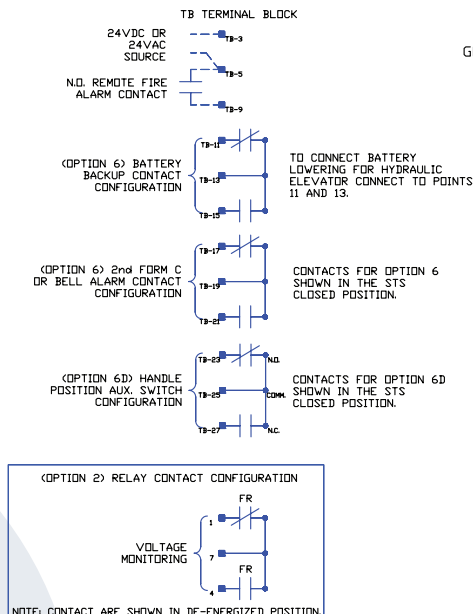 TB TERMINAL BLOCK
24VDC OR
24VAC
SOURCE
TB-3
TB-5
N.O. REMOTE FIRE
ALARM CONTACT
TB-9
(OPTION 6) BATTERY
BACKUP CONTACT
CONFIGURATION
TB-11
TB-13
TB-15
TO CONNECT BATTERY
LOWERING FOR HYDRAULIC
ELEVATOR CONNECT TO POINTS
11 AND 13.
(OPTION 6) 2nd FORM C
OR BELL ALARM CONTACT
CONFIGURATION
TB-17
TB-19
TB-21
CONTACTS FOR OPTION 6
SHOWN IN THE STS
CLOSED POSITION.
(OPTION 6D) HANDLE
POSITION AUX. SWITCH
CONFIGURATION
TB-23
N.O.
TB-25
COMM.
TB-27
N.C.
CONTACTS FOR OPTION 6D
SHOWN IN THE STS
CLOSED POSITION.
(OPTION 2) RELAY CONTACT CONFIGURATION
FR
1
VOLTAGE
MONITORING
7
FR
4
NOTE: CONTACT ARE SHOWN IN DE-ENERGIZED POSITION.